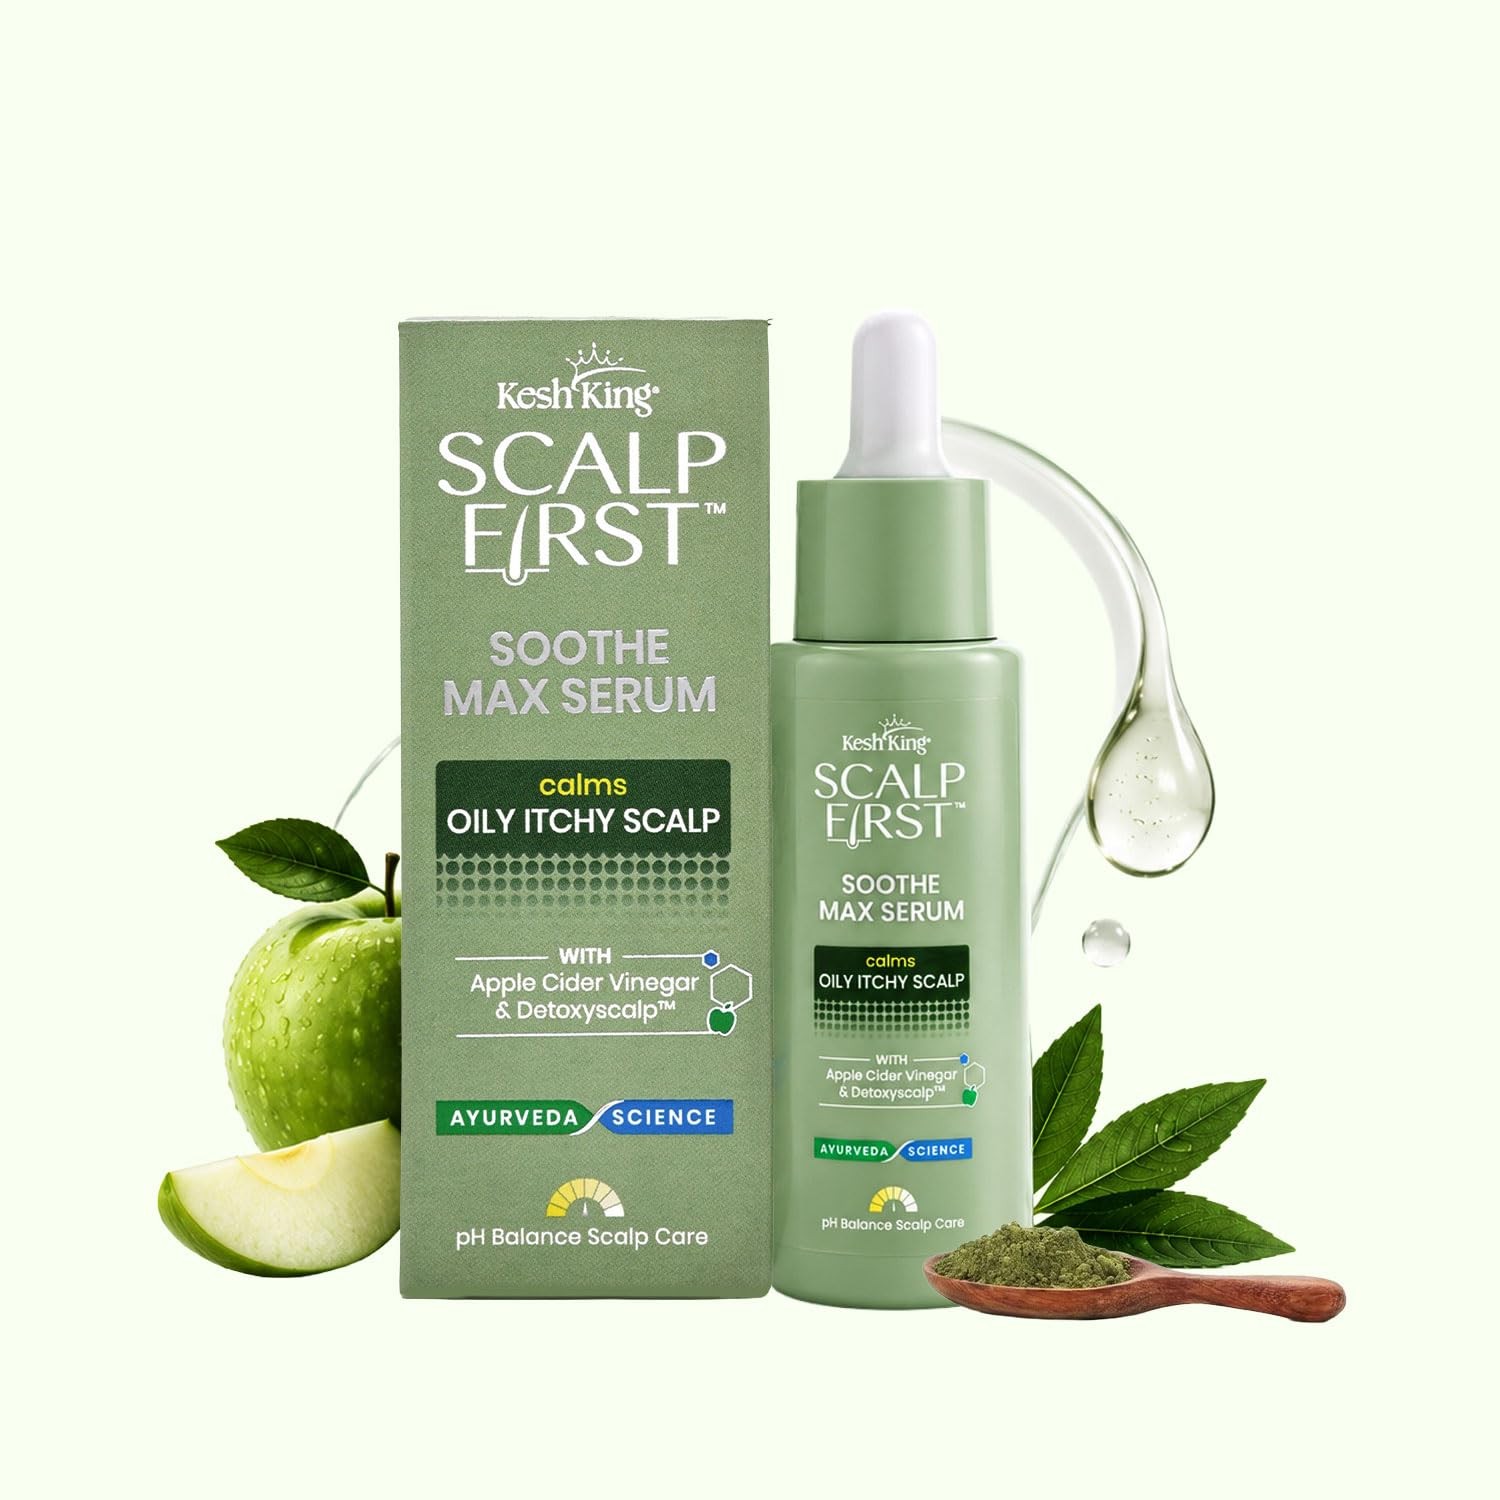 Kesh King®
SCALP
FIRST™
SOOTHE
MAX SERUM
calms
OILY ITCHY SCALP
WITH
Apple Cider Vinegar
& Detoxyscalp™
AYURVEDA SCIENCE
pH Balance Scalp Care
Kesh King®
SCALP
FIRST™
SOOTHE
MAX SERUM
calms
OILY ITCHY SCALP
WITH
Apple Cider Vinegar
& Detoxyscalp™
AYURVEDA SCIENCE
pH Balance Scalp Care